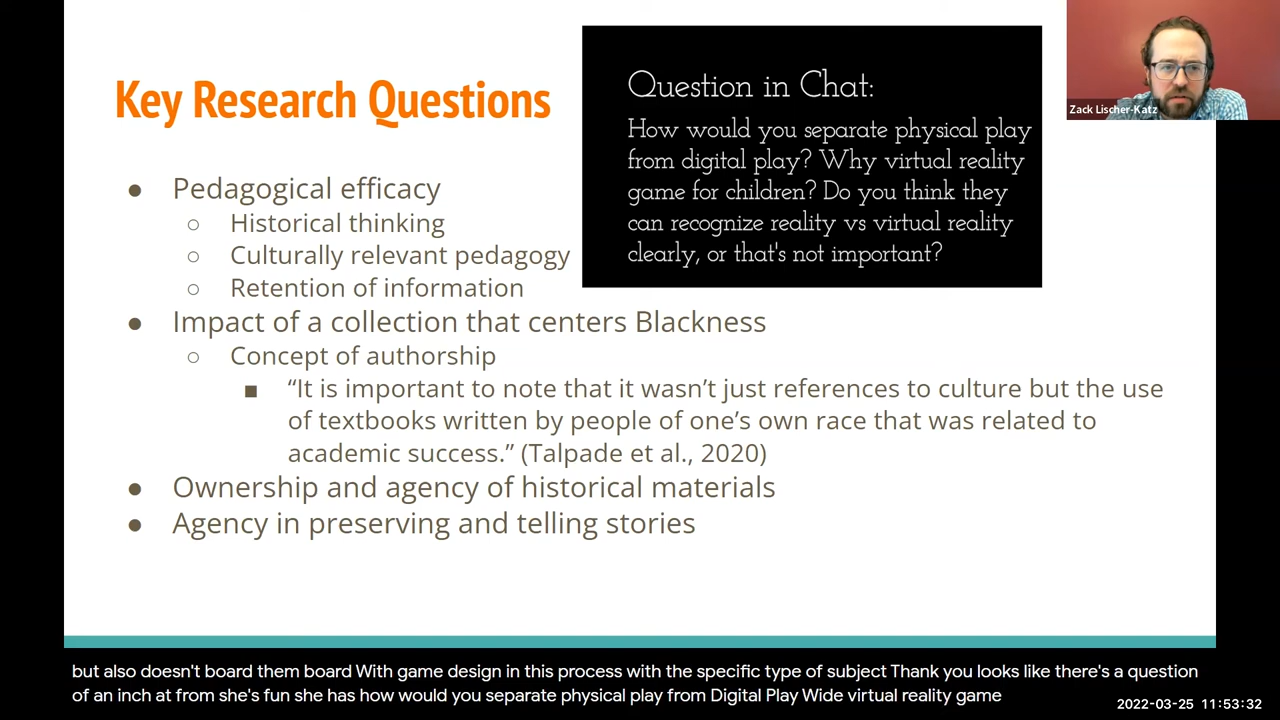 Key Research Questions
● Pedagogical efficacy
○ Historical thinking
○ Culturally relevant pedagogy
○ Retention of information
● Impact of a collection that centers Blackness
○ Concept of authorship
■ “It is important to note that it wasn’t just references to culture but the use
of textbooks written by people of one’s own race that was related to
academic success.” (Talpade et al., 2020)
● Ownership and agency of historical materials
● Agency in preserving and telling stories
Question in Chat:
How would you separate physical play
from digital play? Why virtual reality
game for children? Do you think they
can recognize reality vs virtual reality
clearly, or that's not important?
Zack Lischer-Katz
but also doesn't board them board With game design in this process with the specific type of subject Thank you looks like there's a question
of an inch at from she's fun she has how would you separate physical play from Digital Play Wide virtual reality game
2022-03-25 11:53:32